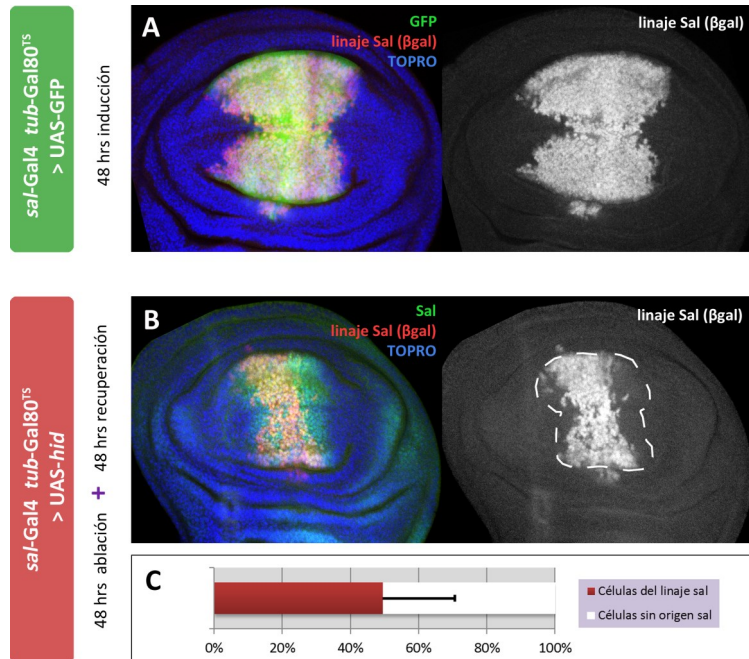 sal-Gal4 tub-Gal80TS
> UAS-GFP
48 hrs inducción
A
GFP
linaje Sal (βgal)
TOPRO
linaje Sal (βgal)
sal-Gal4 tub-Gal80TS
> UAS-hid
48 hrs ablación + 48 hrs recuperación
B
Sal
linaje Sal (βgal)
TOPRO
linaje Sal (βgal)
C
Células del linaje sal
Células sin origen sal
0% 20% 40% 60% 80% 100%